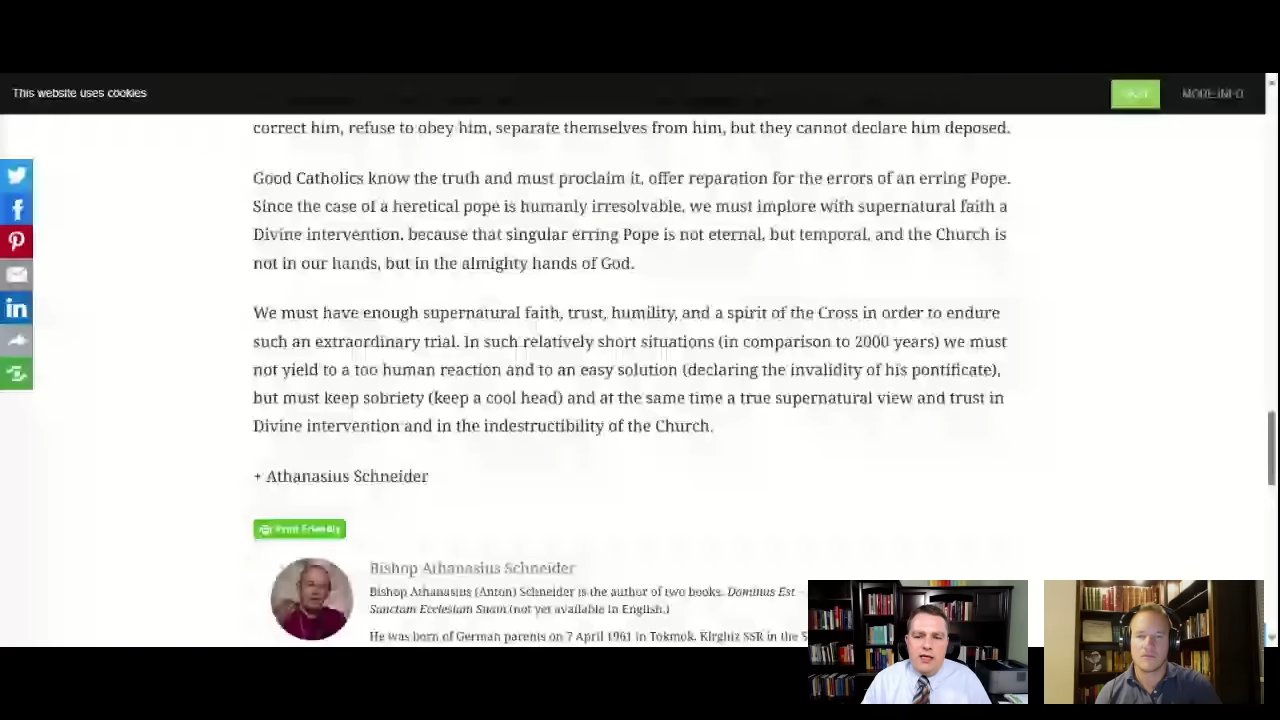 This website uses cookies
MORE INFO
correct him, refuse to obey him, separate themselves from him, but they cannot declare him deposed.
Good Catholics know the truth and must proclaim it, offer reparation for the errors of an erring Pope.
Since the case of a heretical pope is humanly irresolvable, we must implore with supernatural faith a
Divine intervention, because that singular erring Pope is not eternal, but temporal, and the Church is
not in our hands, but in the almighty hands of God.
We must have enough supernatural faith, trust, humility, and a spirit of the Cross in order to endure
such an extraordinary trial. In such relatively short situations (in comparison to 2000 years) we must
not yield to a too human reaction and to an easy solution (declaring the invalidity of his pontificate),
but must keep sobriety (keep a cool head) and at the same time a true supernatural view and trust in
Divine intervention and in the indestructibility of the Church.
+ Athanasius Schneider
Print Friendly
Bishop Athanasius Schneider
Bishop Athanasius (Anton) Schneider is the author of two books, Dominus Est –
Sanctam Ecclesiam Suam (not yet available in English.)
He was born of German parents on 7 April 1961 in Tokmok, Kirghiz SSR in the S